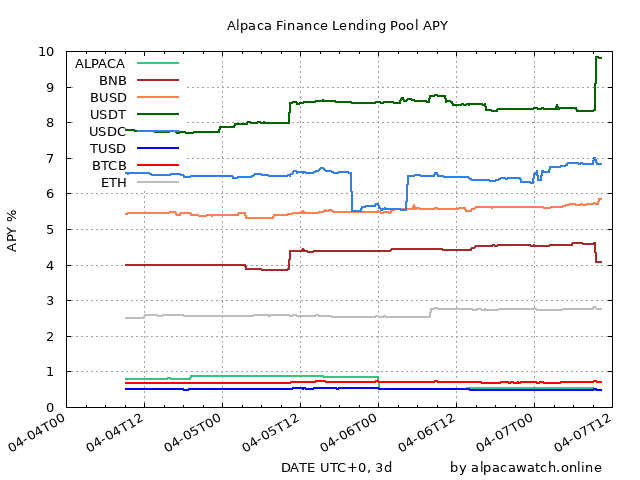 Alpaca Finance Lending Pool APY
10
9
8
7
6
5
4
3
2
1
0
APY %
ALPACA
BNB
BUSD
USDT
USDC
TUSD
BTCB
ETH
04-04T00
04-04T12
04-05T00
04-05T12
04-06T00
04-06T12
04-07T00
04-07T12
DATE UTC+0, 3d
by alpacawatch.online